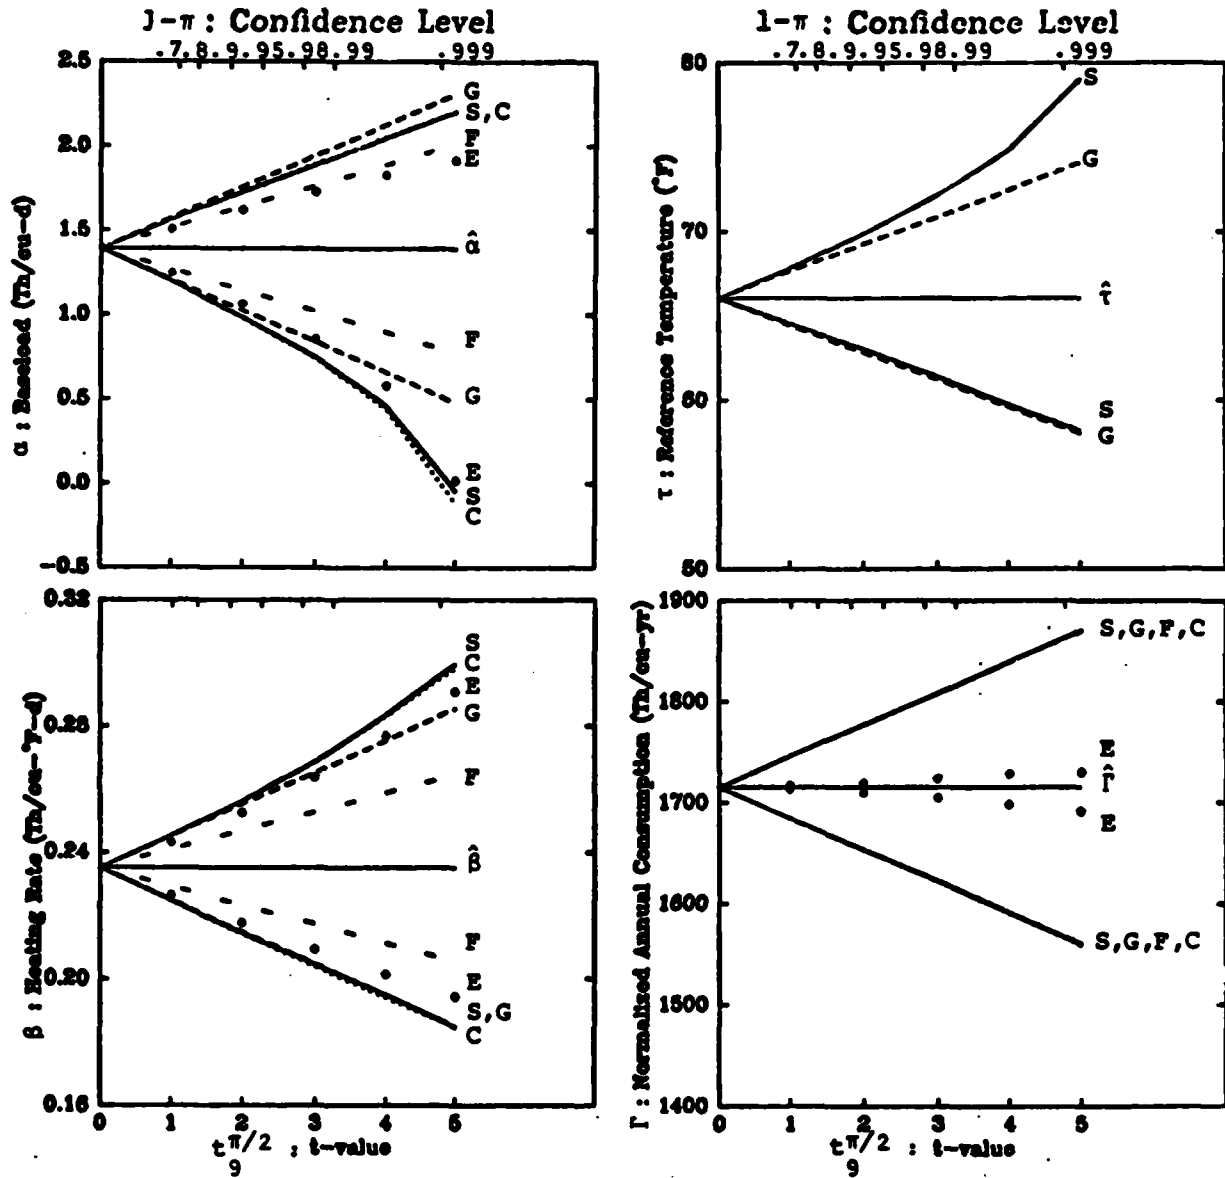 1-π : Confidence Level
.7.8.9.95.98.99 .999
1-π : Confidence Level
.7.8.9.95.98.99 .999
α : Baseload (Th/cu-d)
2.5
2.0
1.5
1.0
0.5
0.0
-0.5
G
S,C
F
E
α̂
F
G
E
S
C
τ : Reference Temperature (°F)
80
70
60
50
S
G
τ̂
S
G
β : Heating Rate (Th/cu-°F-d)
0.32
0.28
0.24
0.20
0.16
S
C
E
G
F
β̂
F
E
S,G
C
0 1 2 3 4 5
t π/2 9 : t-value
Γ : Normalized Annual Consumption (Th/cu-yr)
1900
1800
1700
1600
1500
1400
S,G,F,C
E
Γ̂
E
S,G,F,C
0 1 2 3 4 5
t π/2 9 : t-value